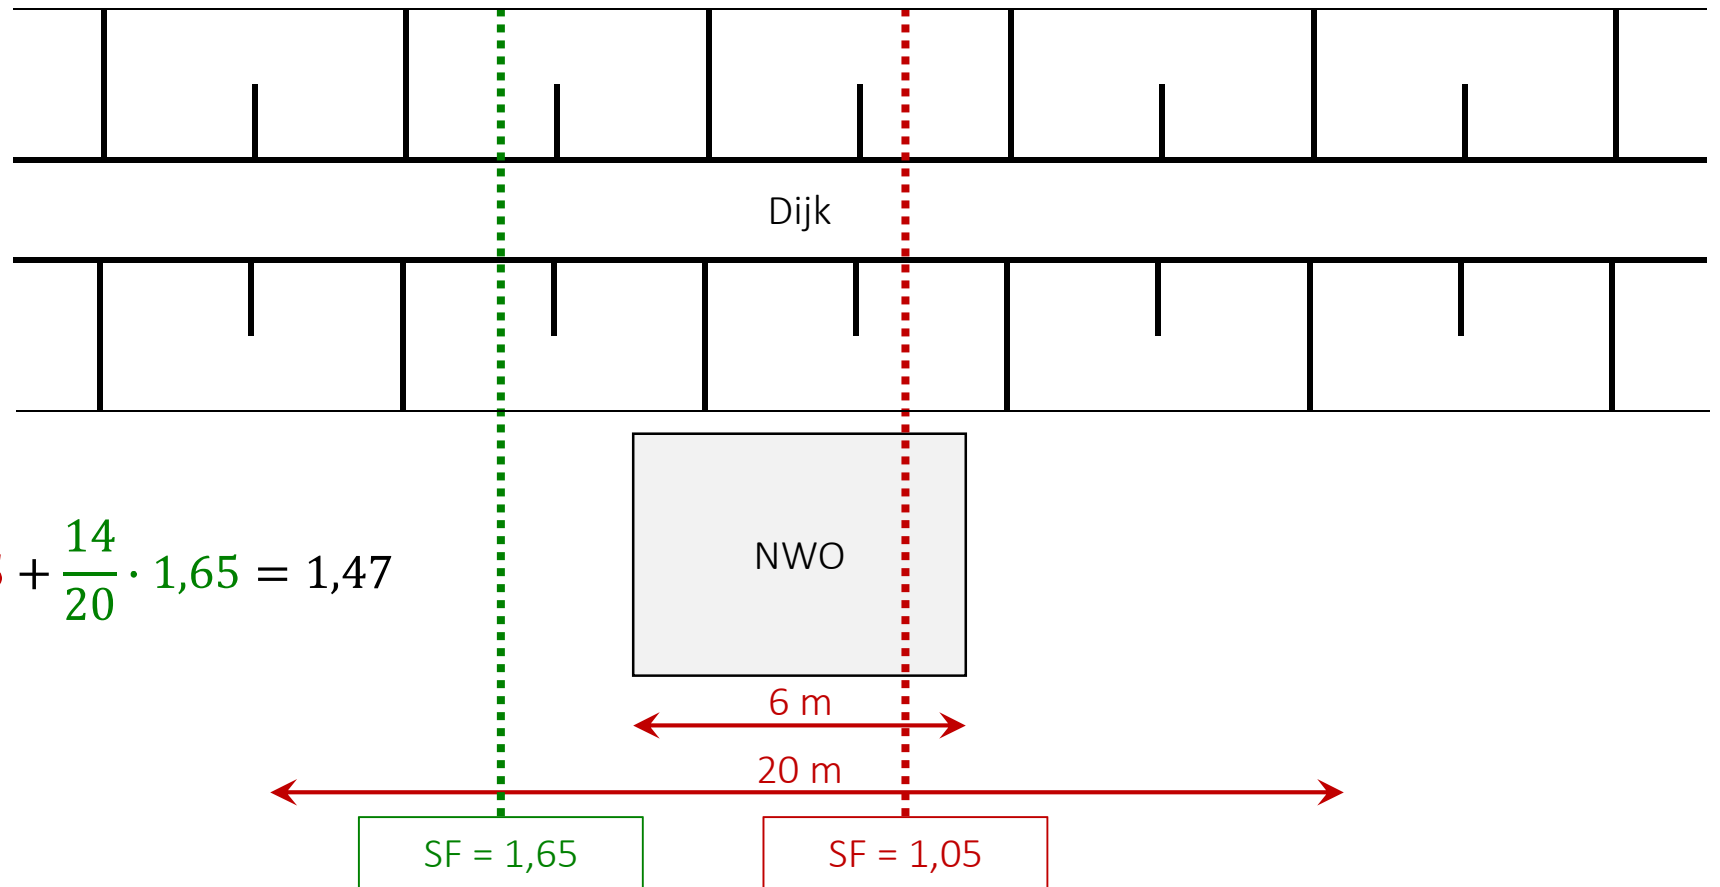 Dijk
NWO
+ 14/20 · 1,65 = 1,47
6 m
20 m
SF = 1,65
SF = 1,05